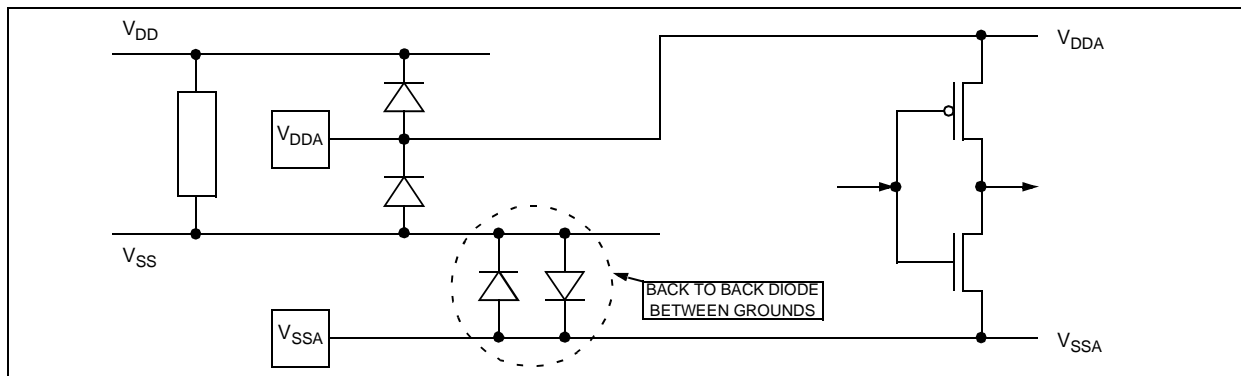 VDD
VDDA
VDDA
VSS
BACK TO BACK DIODE
BETWEEN GROUNDS
VSSA
VSSA